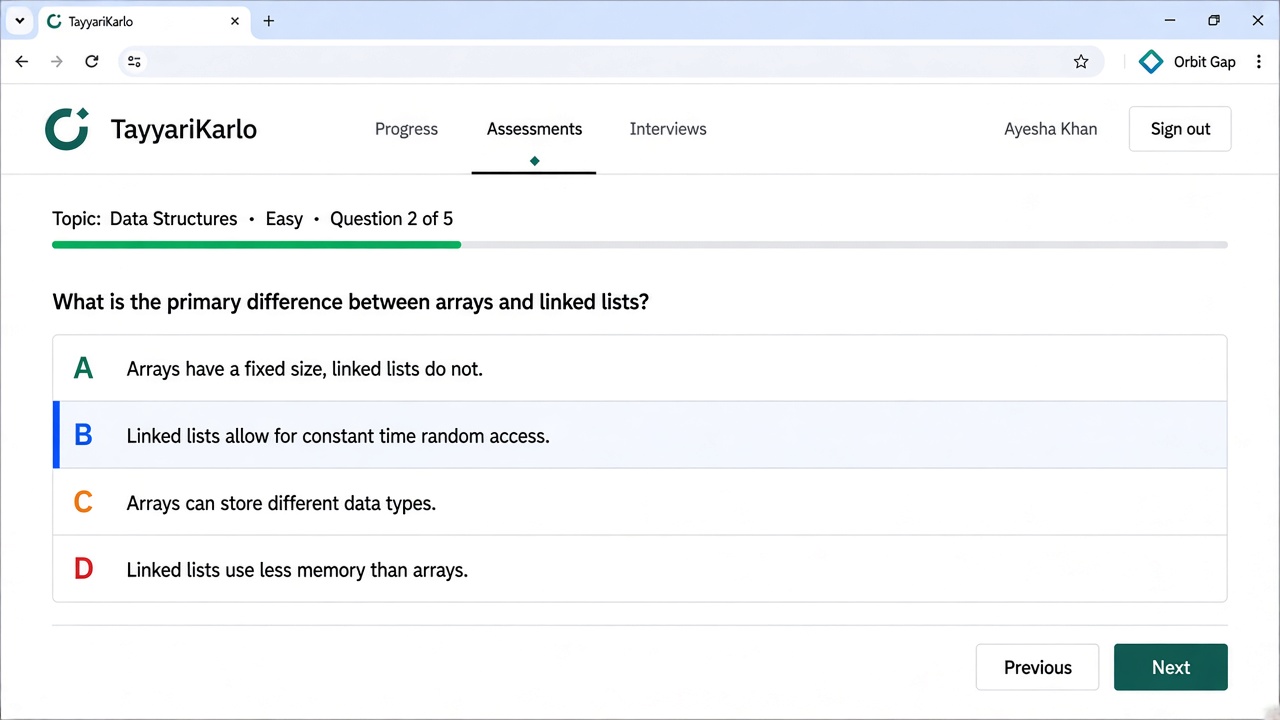 TayyariKarlo
Orbit Gap
TayyariKarlo
Progress
Assessments
Interviews
Ayesha Khan
Sign out
Topic: Data Structures • Easy • Question 2 of 5
What is the primary difference between arrays and linked lists?
A Arrays have a fixed size, linked lists do not.
B Linked lists allow for constant time random access.
C Arrays can store different data types.
D Linked lists use less memory than arrays.
Previous
Next